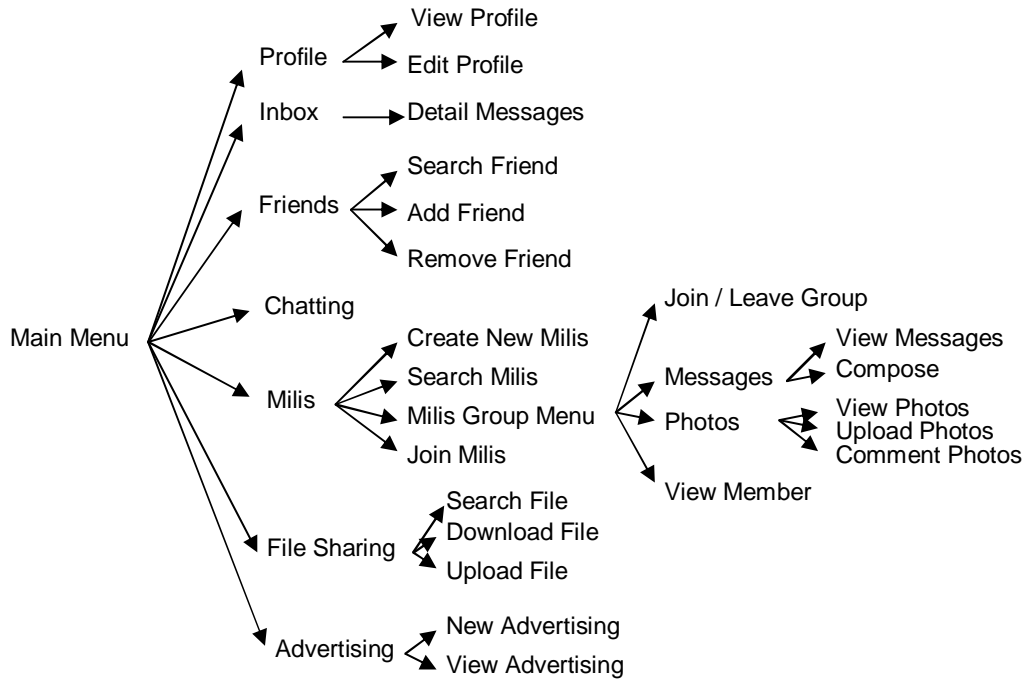 View Profile
Profile
Edit Profile
Inbox
Detail Messages
Search Friend
Friends
Add Friend
Remove Friend
Chatting
Main Menu
Create New Milis
Search Milis
Milis
Milis Group Menu
Join Milis
Join / Leave Group
View Messages
Messages
Compose
View Photos
Photos
Upload Photos
Comment Photos
View Member
Search File
Download File
File Sharing
Upload File
New Advertising
Advertising
View Advertising